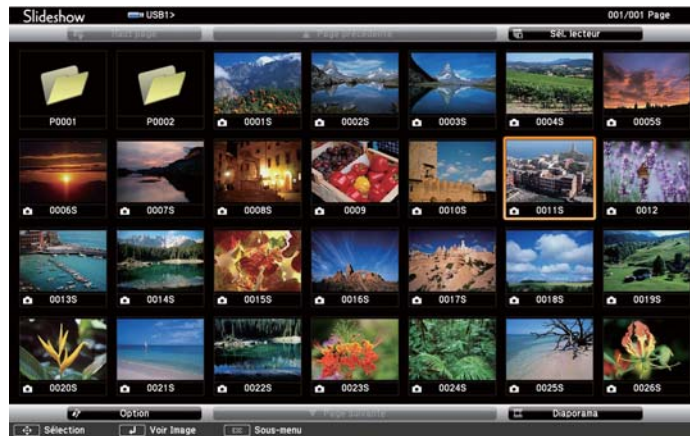 Slideshow USB1> 001/001 Page
Haut page Page précédente Sél. lecteur
P0001 P0002 0001S 0002S 0003S 0004S 0005S
0006S 0007S 0008S 0009 0010S 0011S 0012
0013S 0014S 0015S 0016S 0017S 0018S 0019S
0020S 0021S 0022S 0023S 0024S 0025S 0026S
Option Page suivante Diaporama
Sélection Voir Image Esc Sous-menu